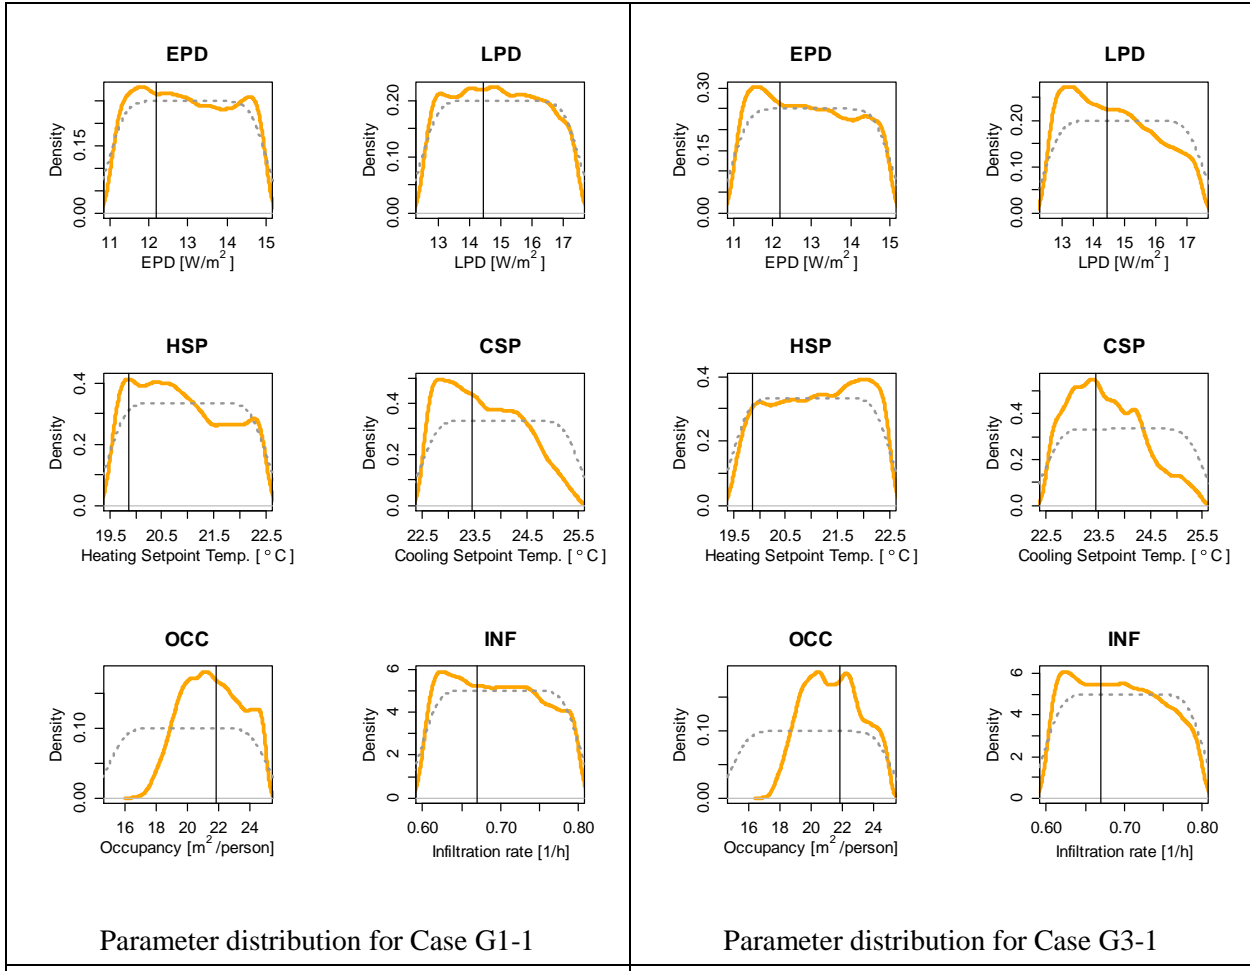 EPD
Density
0.00 0.15
11 12 13 14 15
EPD [W/m2 ]
LPD
Density
0.00 0.10 0.20
13 14 15 16 17
LPD [W/m2 ]
HSP
Density
0.0 0.2 0.4
19.5 20.5 21.5 22.5
Heating Setpoint Temp. [ ° C ]
CSP
Density
0.0 0.2 0.4
22.5 23.5 24.5 25.5
Cooling Setpoint Temp. [ ° C ]
OCC
Density
0.00 0.10
16 18 20 22 24
Occupancy [m2 /person]
INF
Density
0 2 4 6
0.60 0.70 0.80
Infiltration rate [1/h]
Parameter distribution for Case G1-1
EPD
Density
0.00 0.15 0.30
11 12 13 14 15
EPD [W/m2 ]
LPD
Density
0.00 0.10 0.20
13 14 15 16 17
LPD [W/m2 ]
HSP
Density
0.0 0.2 0.4
19.5 20.5 21.5 22.5
Heating Setpoint Temp. [ ° C ]
CSP
Density
0.0 0.2 0.4
22.5 23.5 24.5 25.5
Cooling Setpoint Temp. [ ° C ]
OCC
Density
0.00 0.10
16 18 20 22 24
Occupancy [m2 /person]
INF
Density
0 2 4 6
0.60 0.70 0.80
Infiltration rate [1/h]
Parameter distribution for Case G3-1